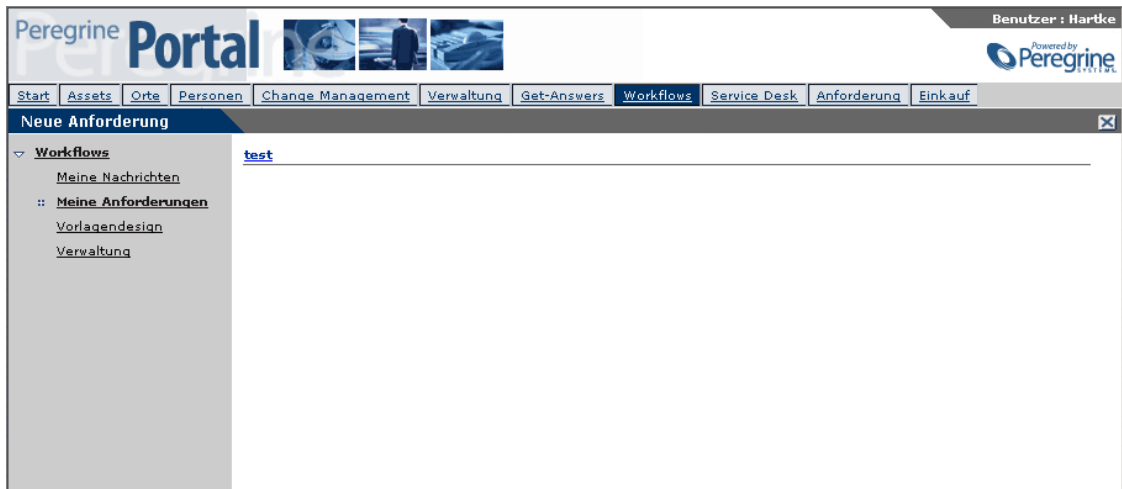 Peregrine Portal
Benutzer : Hartke
Powered by
Peregrine
SYSTEMS
Start Assets Orte Personen Change Management Verwaltung Get-Answers Workflows Service Desk Anforderung Einkauf
Neue Anforderung
Workflows
test
Meine Nachrichten
Meine Anforderungen
Vorlagendesign
Verwaltung